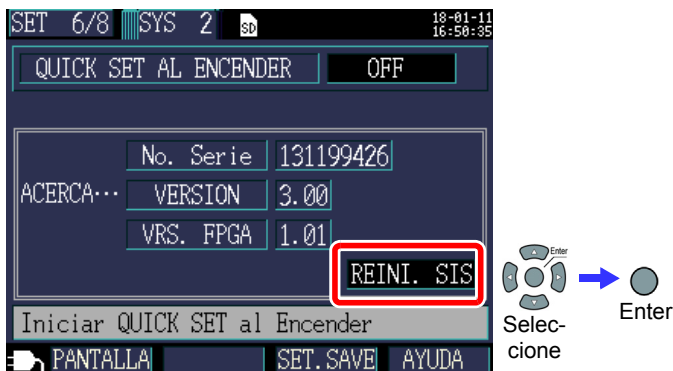 SET 6/8 SYS 2 SD 18-01-11
16:50:35
QUICK SET AL ENCENDER OFF
No. Serie 131199426
ACERCA··· VERSION 3.00
VRS. FPGA 1.01
REINI. SIS
Iniciar QUICK SET al Encender
PANTALLA SET.SAVE AYUDA
Enter
Selec-
cione
Enter